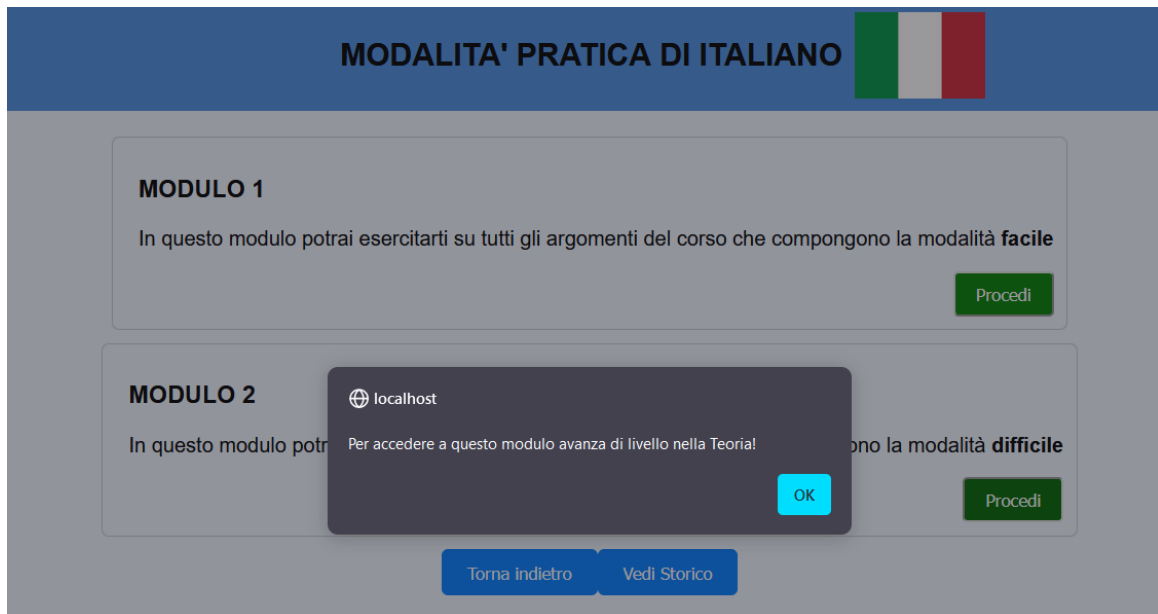 MODALITA' PRATICA DI ITALIANO
MODULO 1
In questo modulo potrai esercitarti su tutti gli argomenti del corso che compongono la modalità facile
Procedi
MODULO 2
In questo modulo potr
ono la modalità difficile
localhost
Per accedere a questo modulo avanza di livello nella Teoria!
OK
Procedi
Torna indietro
Vedi Storico